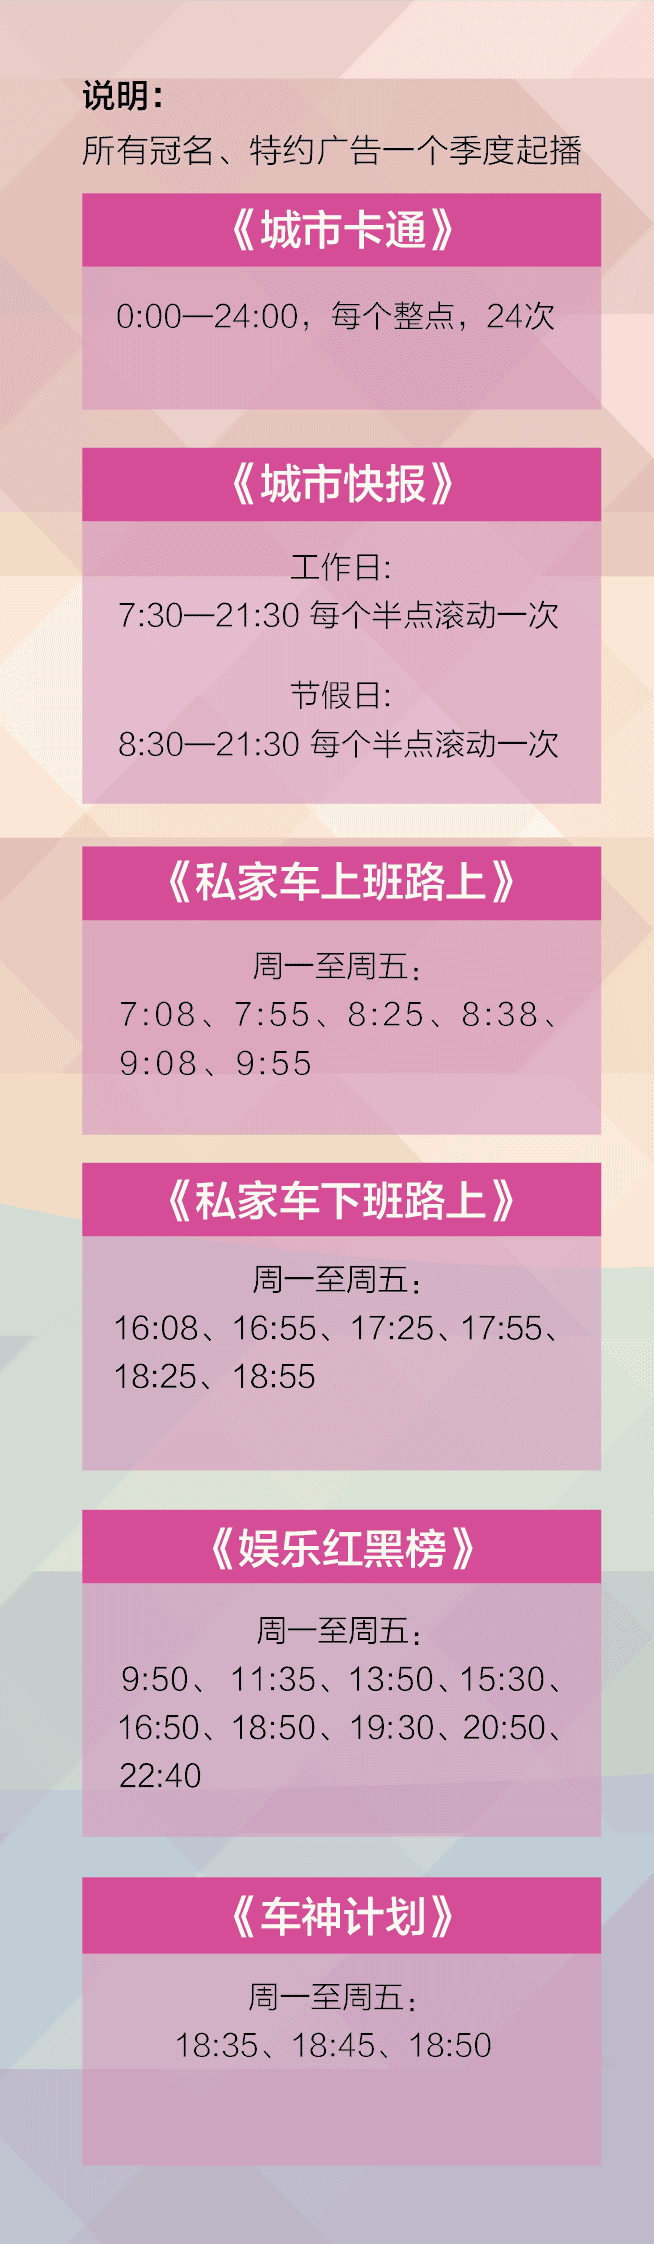 说明：
所有冠名、特约广告一个季度起播
《城市卡通》
0:00—24:00，每个整点，24次
《城市快报》
工作日:
7:30—21:30 每个半点滚动一次
节假日:
8:30—21:30 每个半点滚动一次
《私家车上班路上》
周一至周五：
7:08、7:55、8:25、8:38、
9:08、9:55
《私家车下班路上》
周一至周五：
16:08、16:55、17:25、17:55、
18:25、18:55
《娱乐红黑榜》
周一至周五：
9:50、 11:35、13:50、15:30、
16:50、18:50、19:30、20:50、
22:40
《车神计划》
周一至周五：
18:35、18:45、18:50